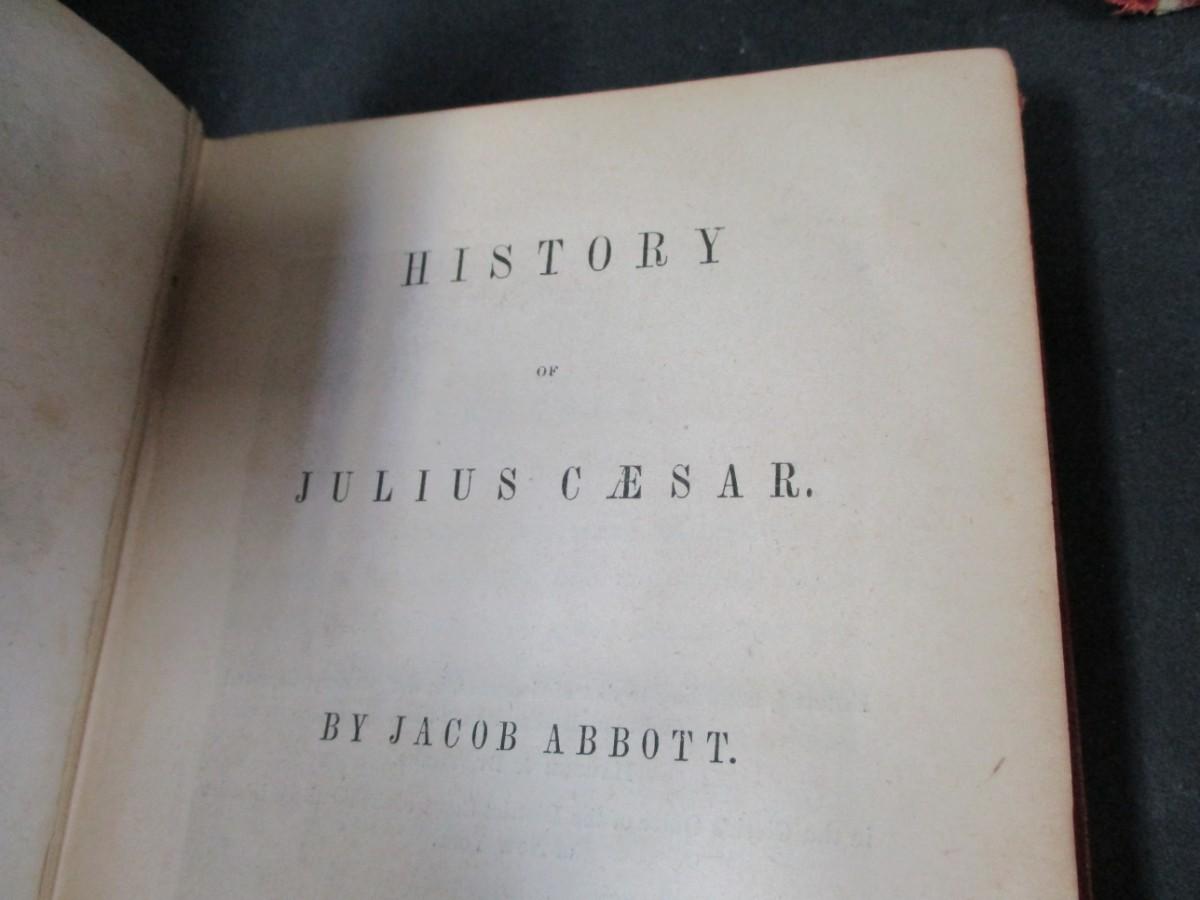 HISTORY
OF
JULIUS CÆSAR.
BY JACOB ABBOTT.